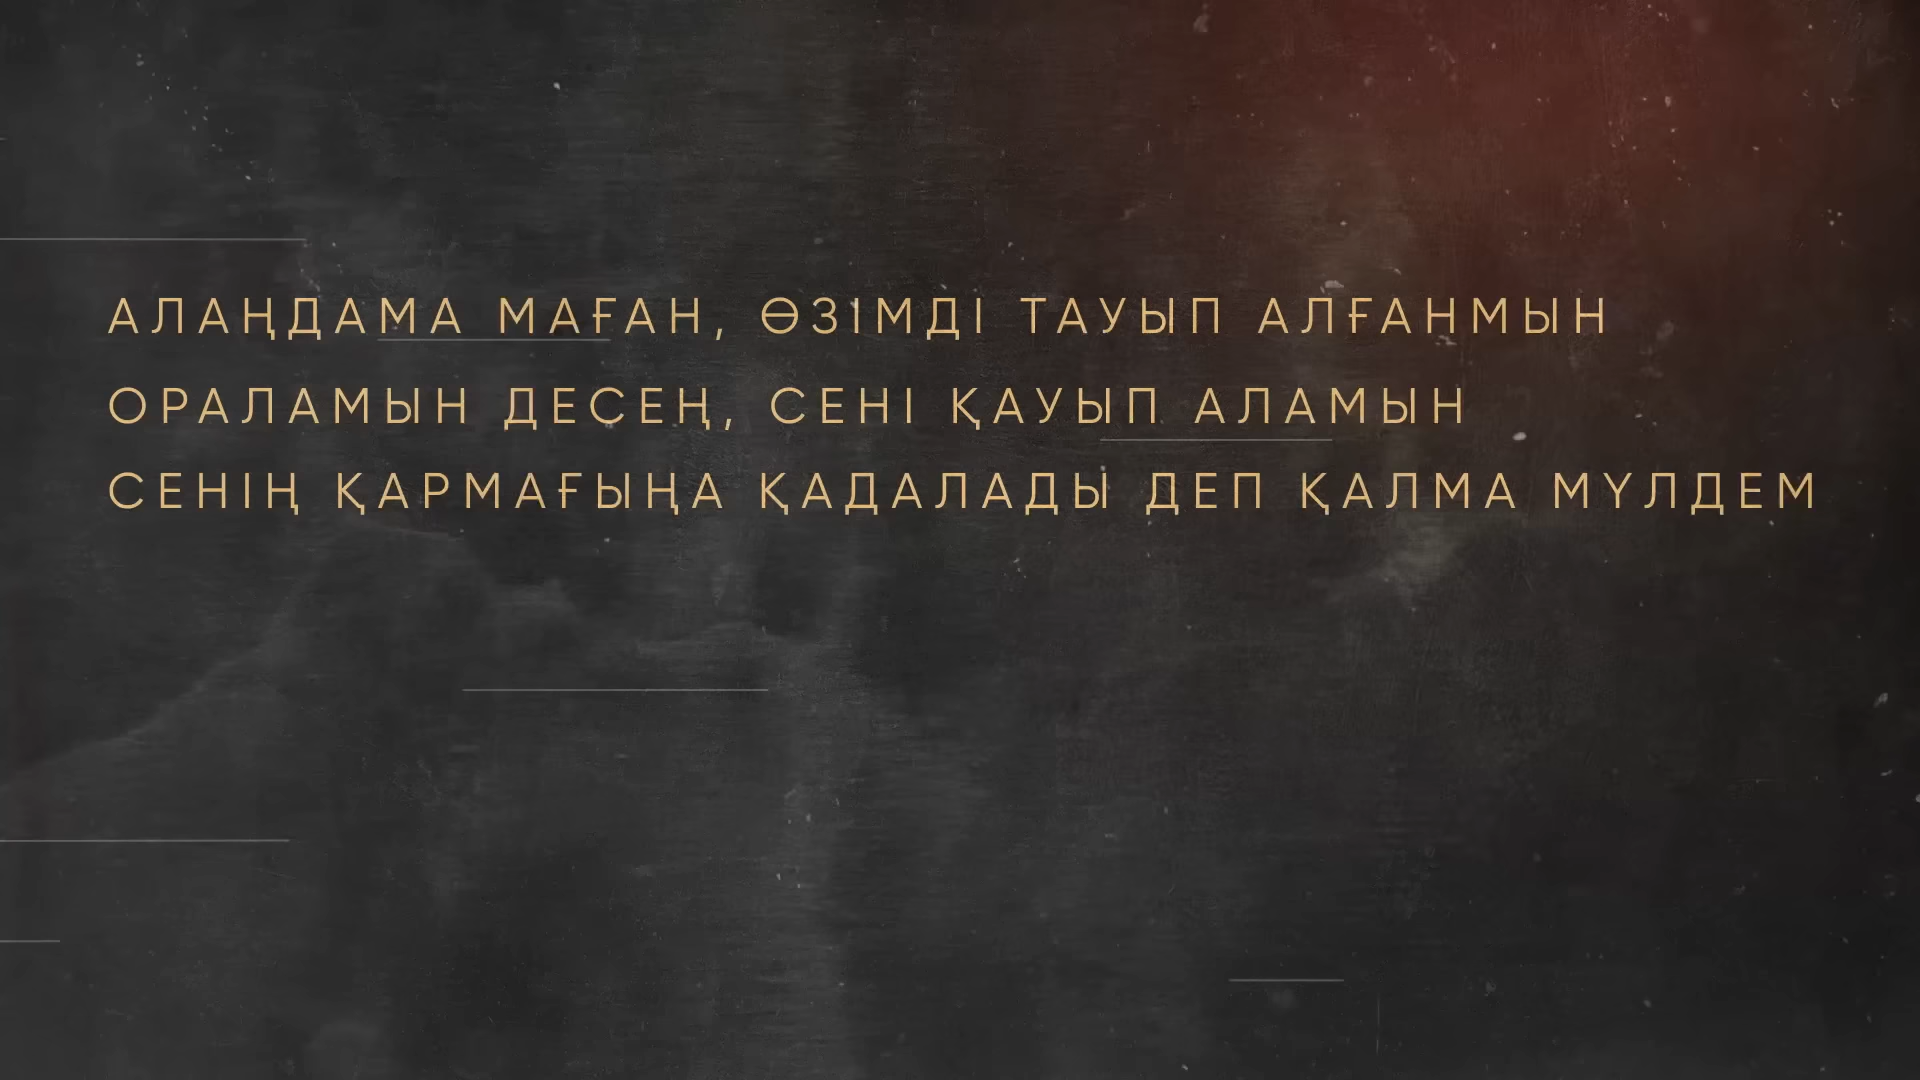 АЛАҢДАМА МАҒАН, ӨЗІМДІ ТАУЫП АЛҒАНМЫН
ОРАЛАМЫН ДЕСЕҢ, СЕНІ ҚАУЫП АЛАМЫН
СЕНІҢ ҚАРМАҒЫҢА ҚАДАЛАДЫ ДЕП ҚАЛМА МҮЛДЕМ